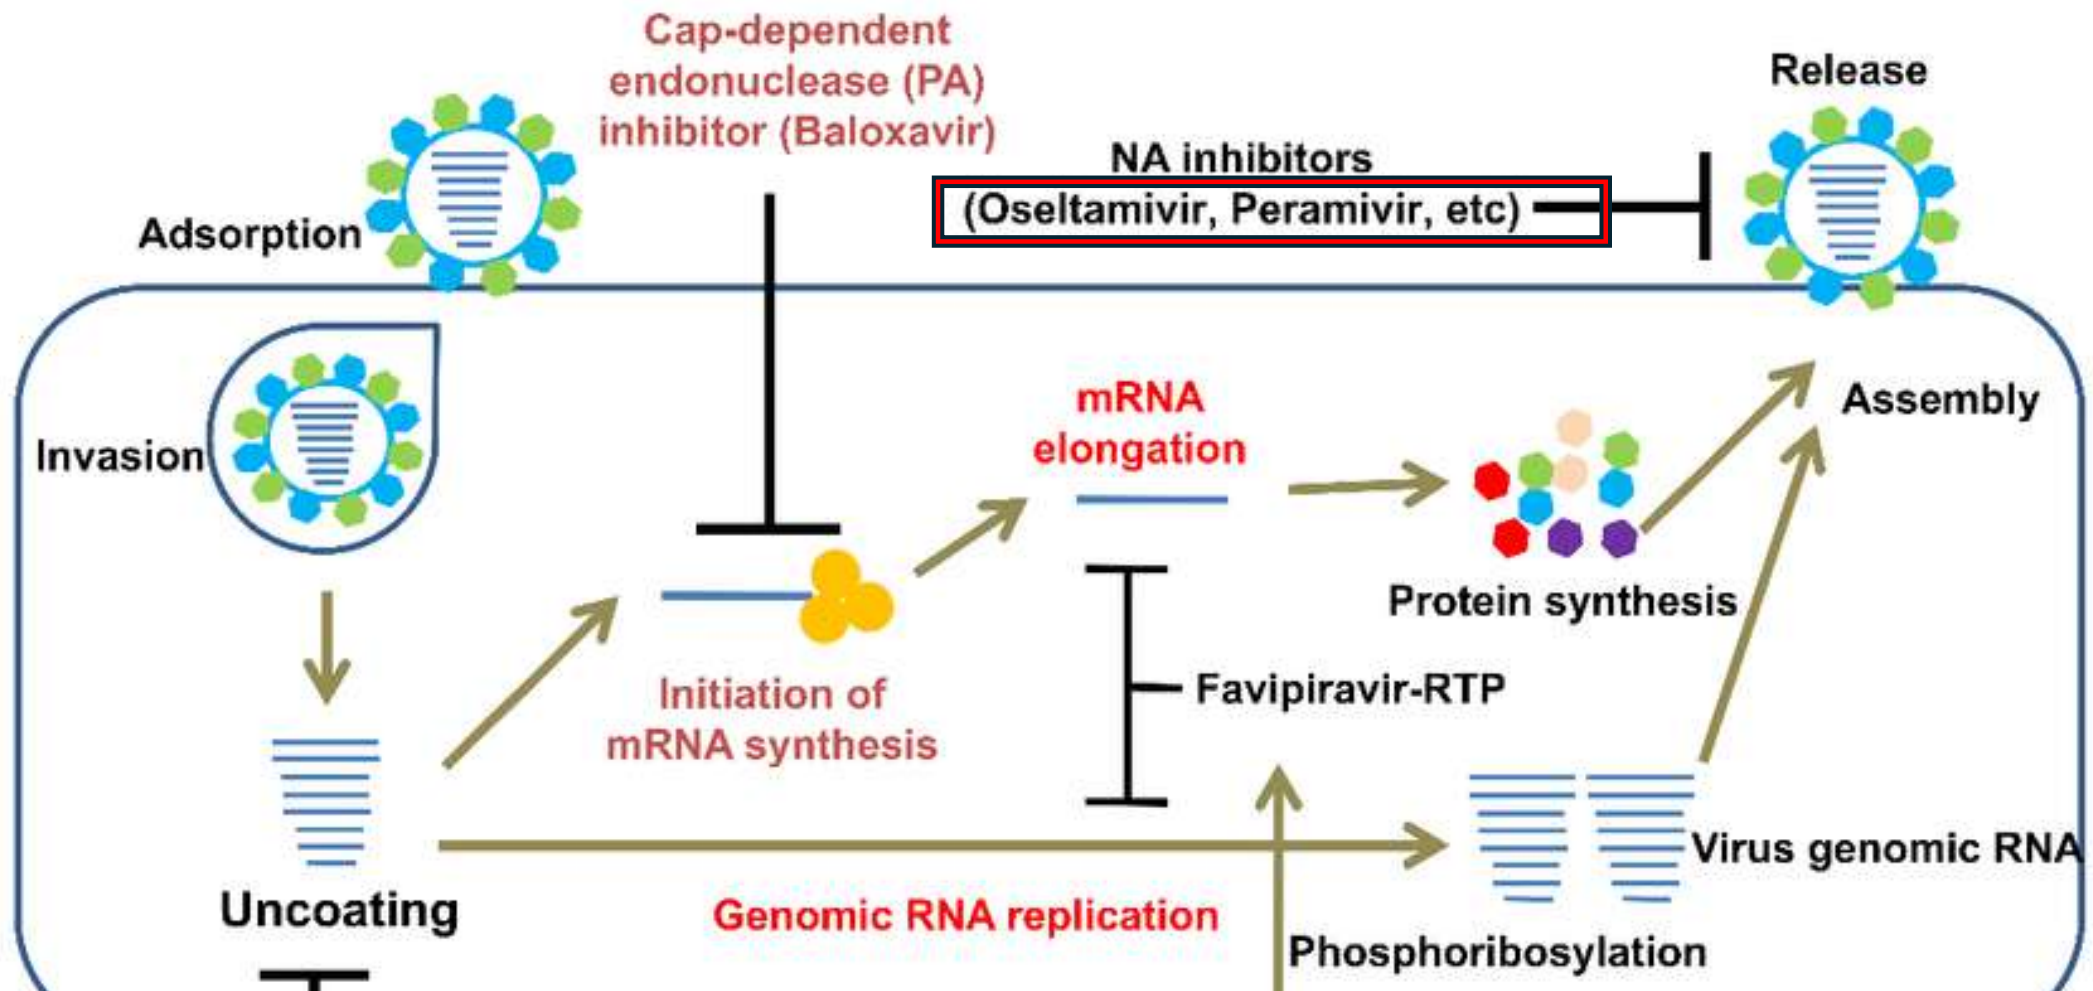 Cap-dependent
endonuclease (PA)
inhibitor (Baloxavir)
Release
NA inhibitors
(Oseltamivir, Peramivir, etc)
Adsorption
Invasion
mRNA
elongation
Assembly
Protein synthesis
Initiation of
mRNA synthesis
Favipiravir-RTP
Virus genomic RNA
Uncoating
Genomic RNA replication
Phosphoribosylation